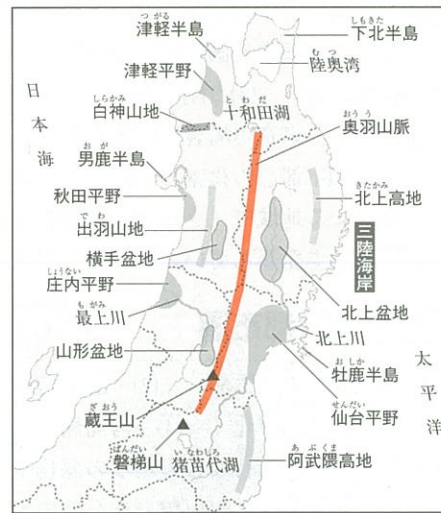 つがる
津軽半島
津軽平野
しらかみ
白神山地
おが
男鹿半島
秋田平野
でわ
出羽山地
横手盆地
しょうない
庄内平野
もがみ
最上川
山形盆地
ざおう
蔵王山
ばんだい
磐梯山
いなわしろ
猪苗代湖
日本海
とわだ
十和田湖
しもきた
下北半島
むつ
陸奥湾
おうう
奥羽山脈
きたかみ
北上高地
三陸海岸
北上盆地
北上川
おしか
牡鹿半島
せんだい
仙台平野
あぶくま
阿武隈高地
太平洋